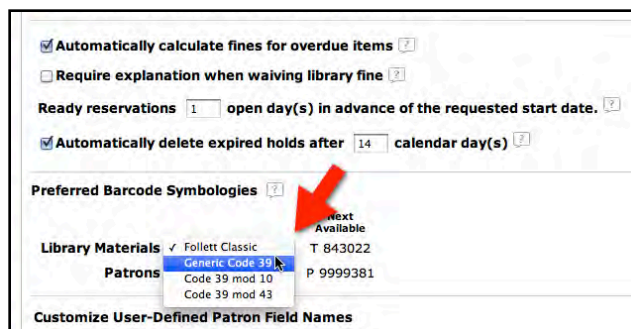 Automatically calculate fines for overdue items ?
Require explanation when waiving library fine ?
Ready reservations 1 open day(s) in advance of the requested start date. ?
Automatically delete expired holds after 14 calendar day(s) ?
Preferred Barcode Symbologies ?
Next
Available
Library Materials ✓ Follett Classic T 843022
Generic Code 39
Patrons P 9999381
Code 39 mod 10
Code 39 mod 43
Customize User-Defined Patron Field Names